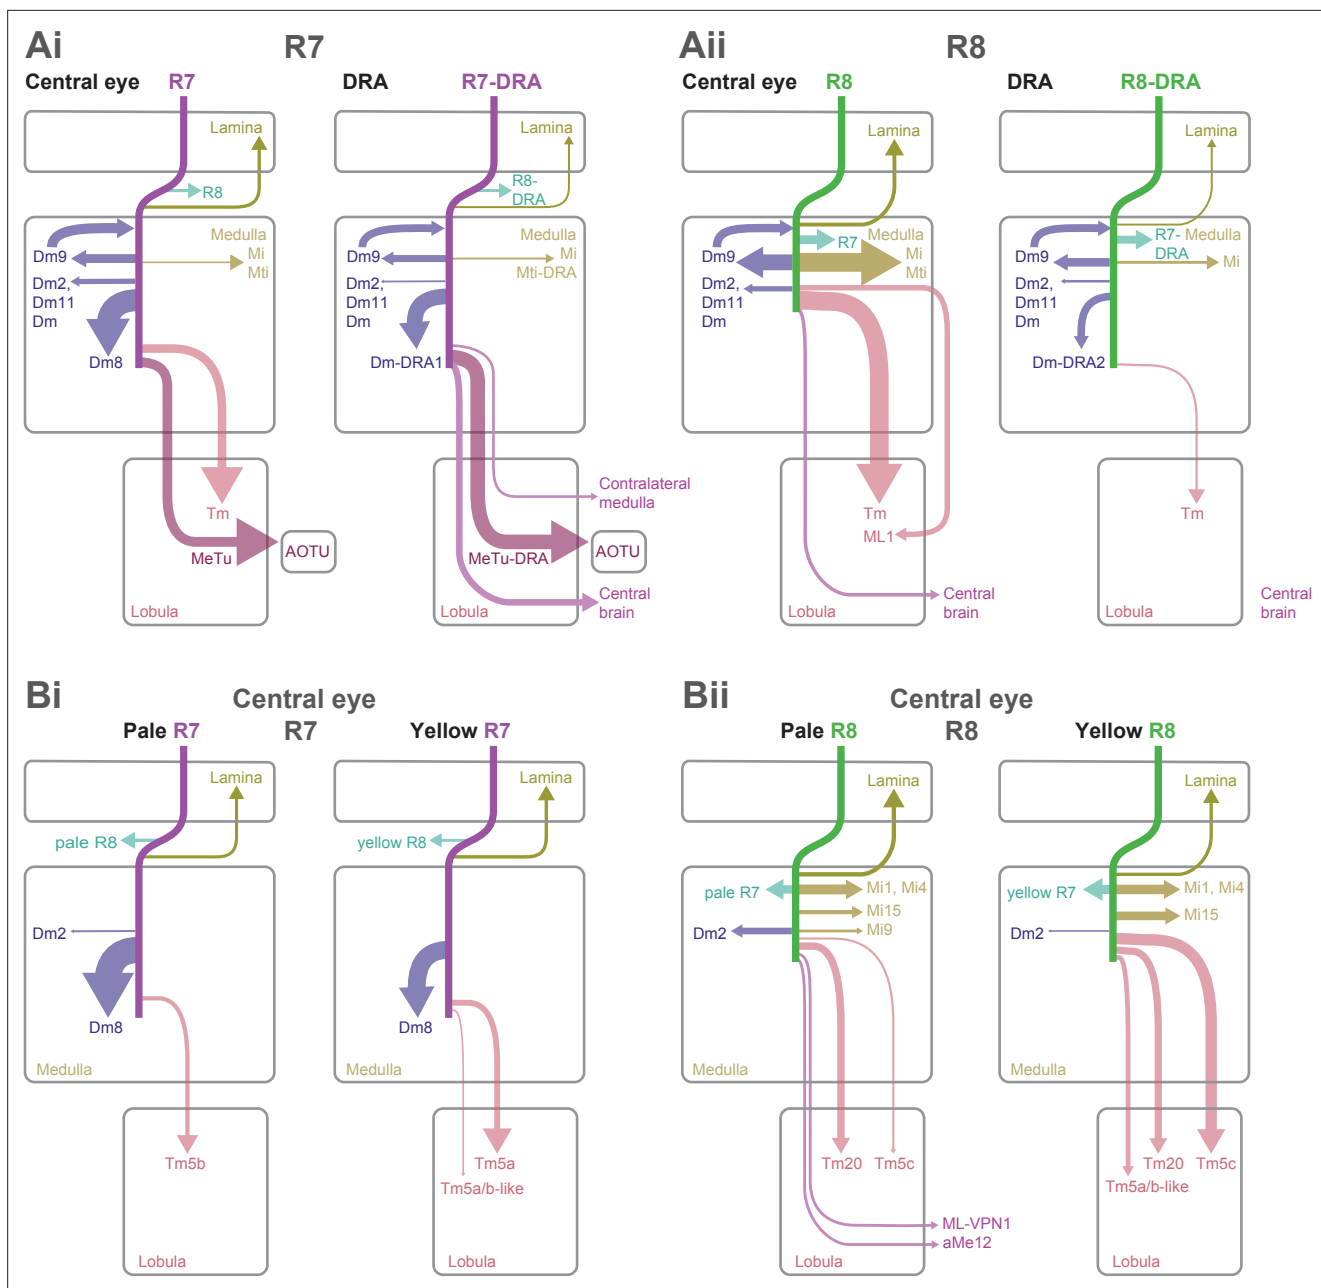 Ai
R7
Central eye R7
DRA
R7-DRA
Lamina
R8
Medulla
Mi
Mti
Dm9
Dm2,
Dm11
Dm
Dm8
Tm
MeTu
AOTU
Lobula
Lamina
R8-
DRA
Medulla
Mi
Mti-DRA
Dm9
Dm2,
Dm11
Dm
Dm-DRA1
Contralateral
medulla
MeTu-DRA
AOTU
Central
brain
Lobula
Aii
R8
Central eye R8
DRA
R8-DRA
Lamina
Medulla
R7
Mi
Mti
Dm9
Dm2,
Dm11
Dm
Tm
ML1
Central
brain
Lobula
Lamina
R7-
DRA
Medulla
Mi
Dm9
Dm2,
Dm11
Dm
Dm-DRA2
Tm
Central
brain
Lobula
Bi
Central eye
R7
Pale R7
Yellow R7
Lamina
pale R8
Dm2
Dm8
Medulla
Tm5b
Lobula
Lamina
yellow R8
Dm8
Medulla
Tm5a
Tm5a/b-like
Lobula
Bii
Central eye
R8
Pale R8
Yellow R8
Lamina
pale R7
Mi1, Mi4
Mi15
Dm2
Mi9
Medulla
Tm20
Tm5c
ML-VPN1
aMe12
Lobula
Lamina
yellow R7
Mi1, Mi4
Mi15
Dm2
Medulla
Tm20
Tm5c
Tm5a/b-like
Lobula